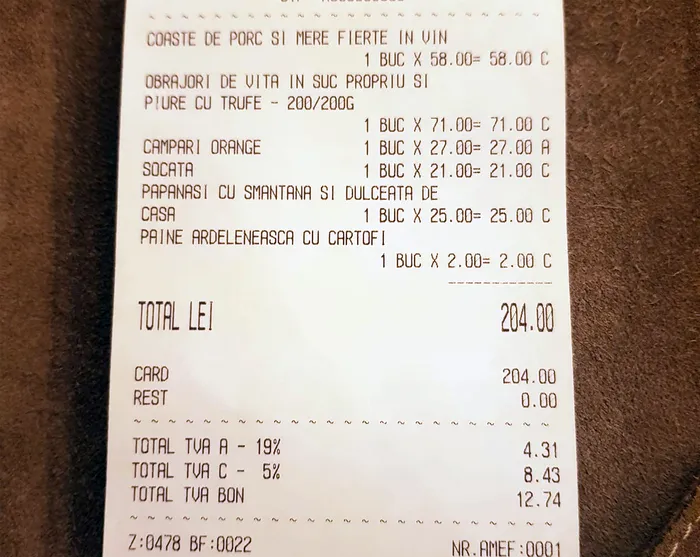 ~ ~ ~ ~ ~ ~ ~ ~ ~ ~ ~ ~ ~ ~ ~ ~ ~ ~ ~ ~ ~ ~
COASTE DE PORC SI MERE FIERTE IN VIN
1 BUC X 58.00= 58.00 C
OBRAJORI DE VITA IN SUC PROPRIU SI
PIURE CU TRUFE - 200/200G
1 BUC X 71.00= 71.00 C
CAMPARI ORANGE 1 BUC X 27.00= 27.00 A
SOCATA 1 BUC X 21.00= 21.00 C
PAPANASI CU SMANTANA SI DULCEATA DE
CASA 1 BUC X 25.00= 25.00 C
PAINE ARDELENEASCA CU CARTOFI
1 BUC X 2.00= 2.00 C
------------
TOTAL LEI 204.00
CARD 204.00
REST 0.00
~ ~ ~ ~ ~ ~ ~ ~ ~ ~ ~ ~ ~ ~ ~ ~ ~ ~ ~ ~ ~ ~
TOTAL TVA A - 19% 4.31
TOTAL TVA C - 5% 8.43
TOTAL TVA BON 12.74
~ ~ ~ ~ ~ ~ ~ ~ ~ ~ ~ ~ ~ ~ ~ ~ ~ ~ ~ ~ ~ ~
Z:0478 BF:0022 NR.AMEF:0001